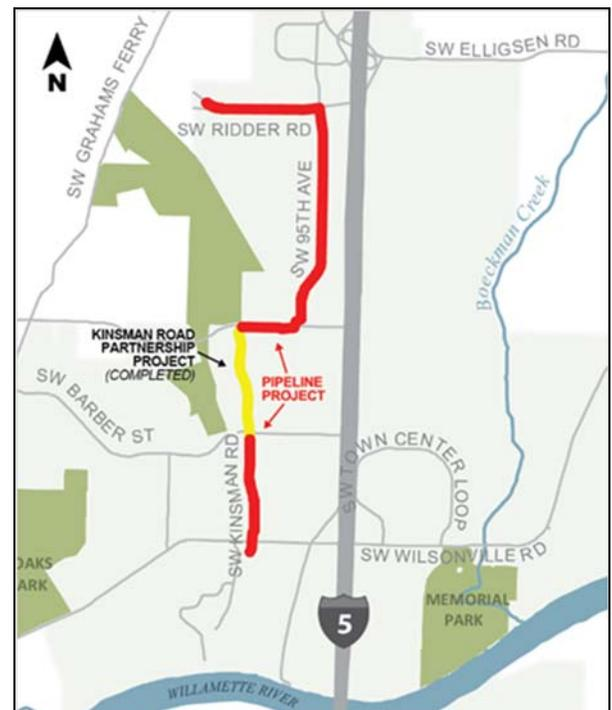 N
SW ELLIGSEN RD
SW GRAHAMS FERRY
SW RIDDER RD
SW 95TH AVE
Boeckman Creek
KINSMAN ROAD
PARTNERSHIP
PROJECT
(COMPLETED)
PIPELINE
PROJECT
SW BARBER ST
SW KINSMAN RD
SW TOWN CENTER LOOP
SW WILSONVILLE RD
OAKS
ARK
MEMORIAL
PARK
5
WILLAMETTE RIVER